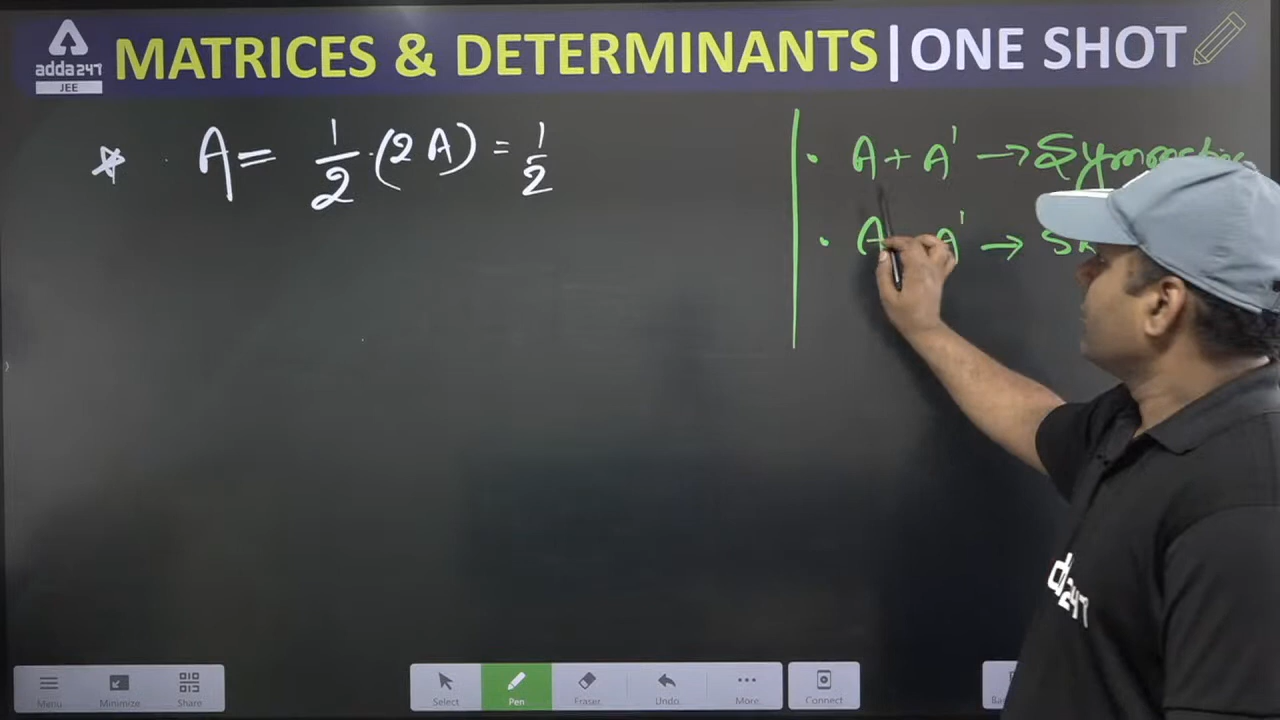 adda247
JEE
MATRICES & DETERMINANTS | ONE SHOT
A = 1/2 · (2A) = 1/2
· A + A' → Symmetric
· A - A' →
Menu
Minimize
Share
Select
Pen
Eraser
Undo
More
Connect
247